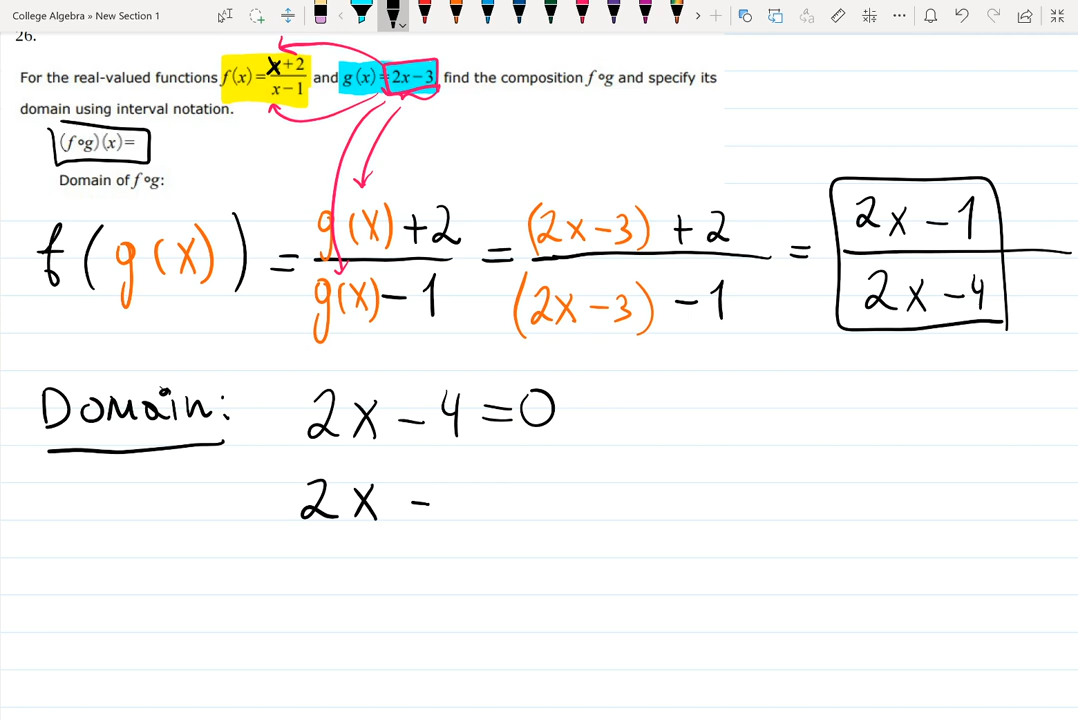 College Algebra » New Section 1
26.
For the real-valued functions f(x)=x+2/x−1 and g(x)=2x−3, find the composition f∘g and specify its
domain using interval notation.
(f∘g)(x)=
Domain of f∘g:
f(g(x)) = g(x)+2/g(x)−1 = (2x−3)+2/(2x−3)−1 = 2x−1/2x−4
Domain: 2x−4=0
2x −